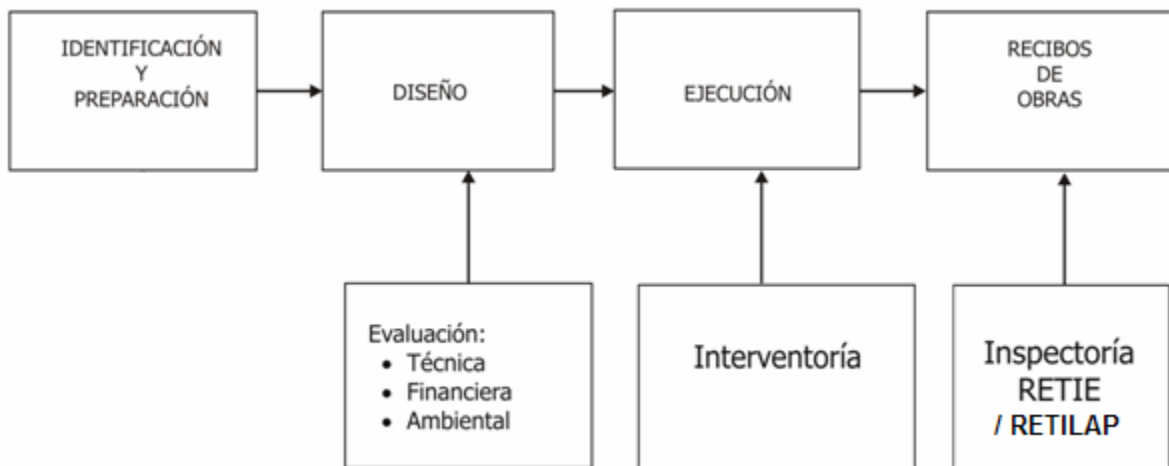 IDENTIFICACIÓN
Y
PREPARACIÓN
DISEÑO
EJECUCIÓN
RECIBOS
DE
OBRAS
Evaluación:
• Técnica
• Financiera
• Ambiental
Interventoría
Inspectoría
RETIE
/ RETILAP